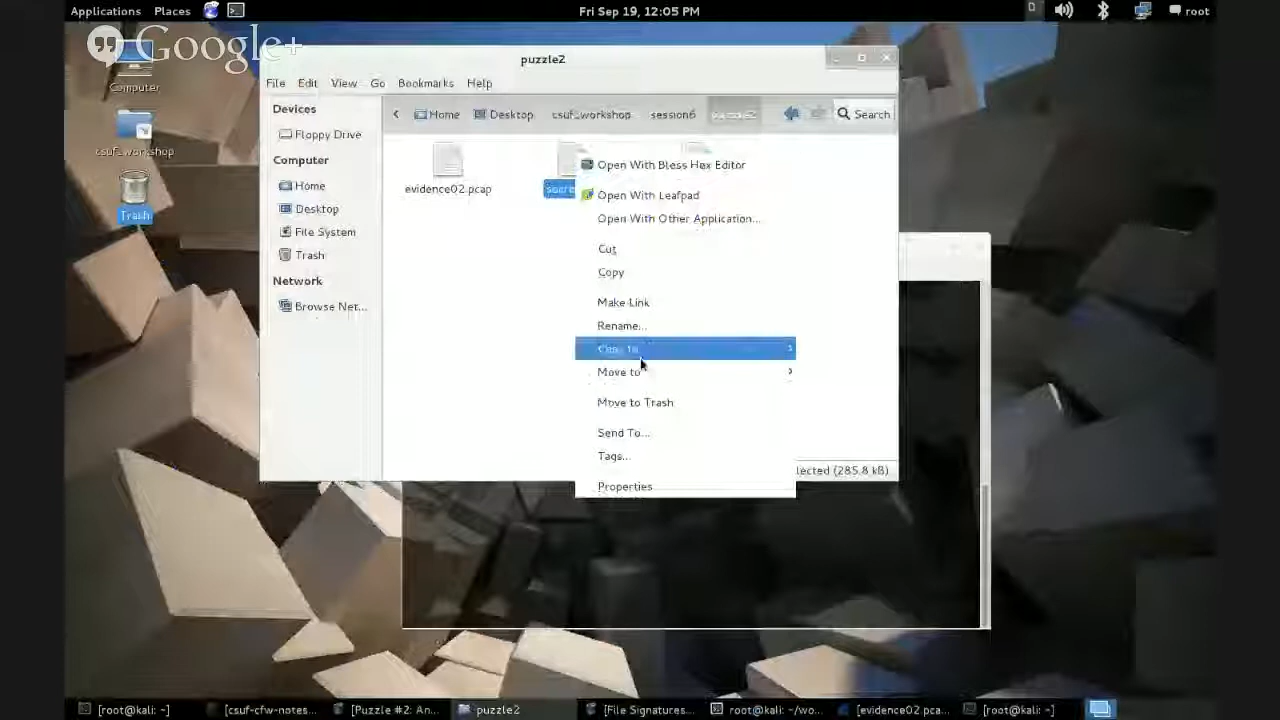 Applications Places Fri Sep 19, 12:05 PM root
Google+
puzzle2
File Edit View Go Bookmarks Help
Devices
Home Desktop csuf_workshop session6 puzzle2 Search
Floppy Drive
Computer
Home
Desktop
File System
Trash
Network
Browse Net...
Computer
csuf_workshop
Trash
evidence02.pcap
Open With Bless Hex Editor
Open With Leafpad
Open With Other Application...
Cut
Copy
Make Link
Rename...
Copy to
Move to
Move to Trash
Send To...
Tags...
Properties
lected (285.8 kB)
[root@kali: ~] [csuf-cfw-notes... [Puzzle #2: An... puzzle2 [File Signatures... root@kali: ~/wo... [evidence02.pca... [root@kali: ~]